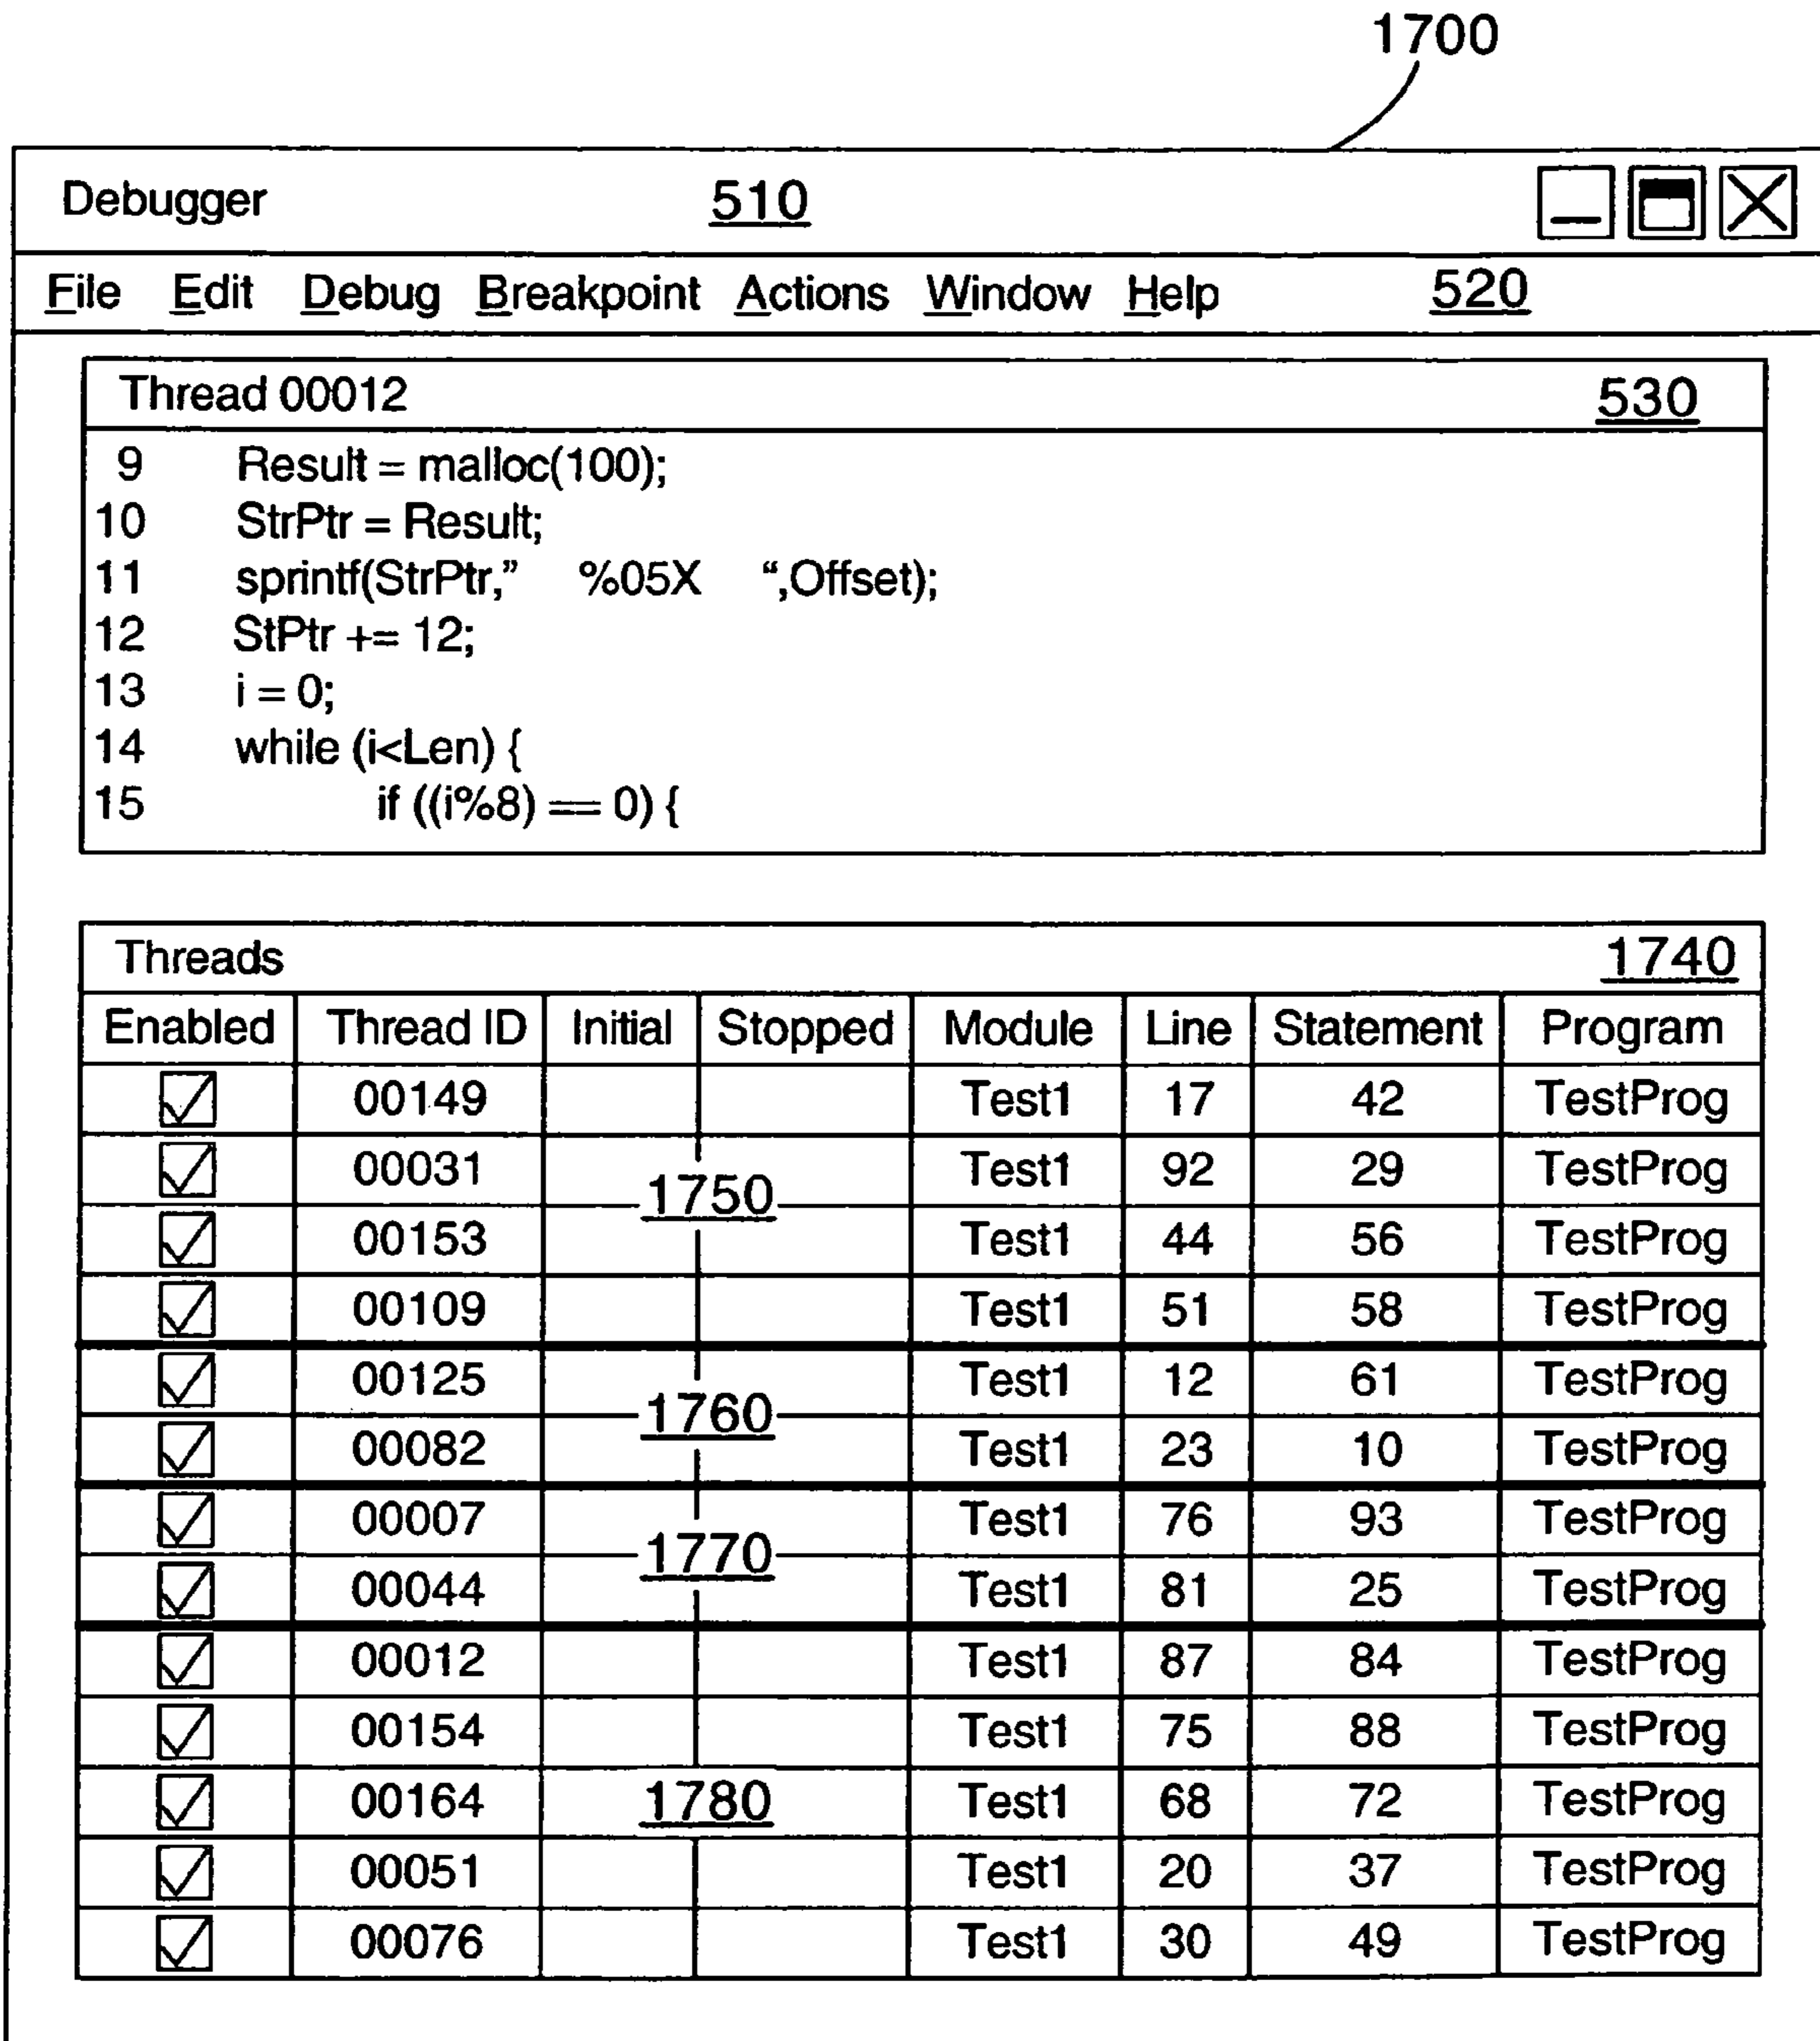 1700
Debugger 510
File Edit Debug Breakpoint Actions Window Help 520
Thread 00012 530
9 Result = malloc(100);
10 StrPtr = Result;
11 sprintf(StrPtr,” %05X “,Offset);
12 StPtr += 12;
13 i = 0;
14 while (i<Len) {
15 if ((i%8) == 0) {
Threads 1740
Enabled Thread ID Initial Stopped Module Line Statement Program
00149 Test1 17 42 TestProg
00031 Test1 92 29 TestProg
1750
00153 Test1 44 56 TestProg
00109 Test1 51 58 TestProg
00125 Test1 12 61 TestProg
1760
00082 Test1 23 10 TestProg
00007 Test1 76 93 TestProg
1770
00044 Test1 81 25 TestProg
00012 Test1 87 84 TestProg
00154 Test1 75 88 TestProg
00164 1780 Test1 68 72 TestProg
00051 Test1 20 37 TestProg
00076 Test1 30 49 TestProg